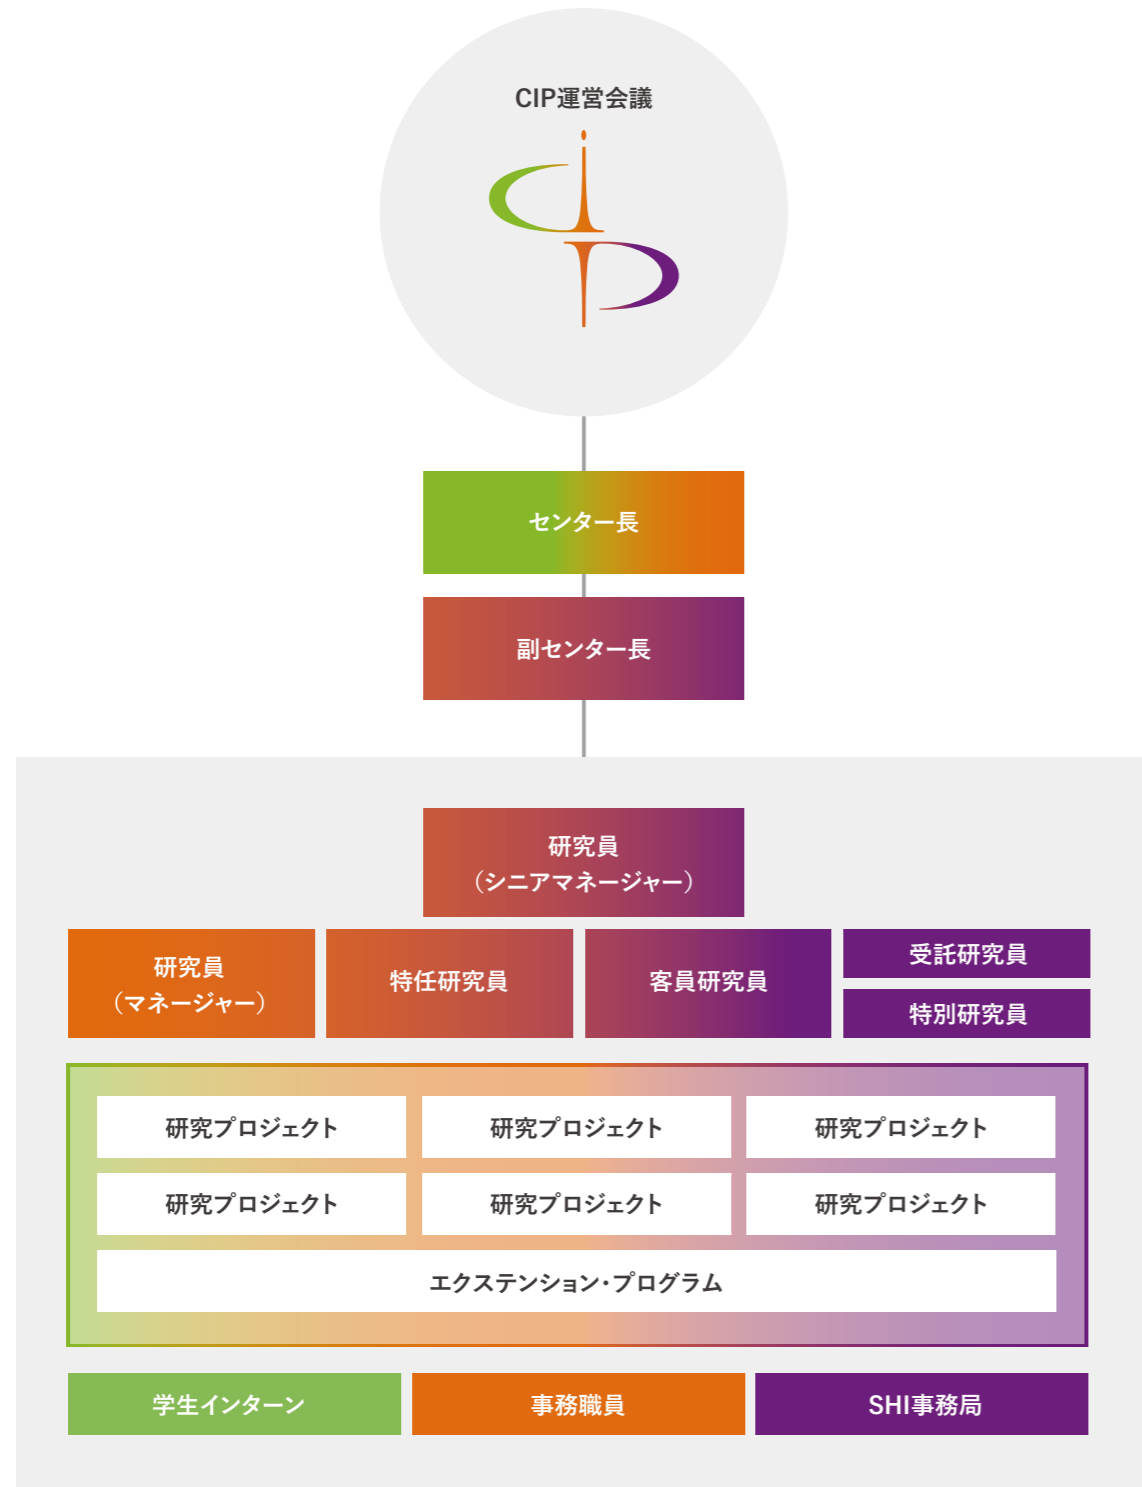 CIP運営会議
センター長
副センター長
研究員
（シニアマネージャー）
研究員
（マネージャー）
特任研究員
客員研究員
受託研究員
特別研究員
研究プロジェクト
研究プロジェクト
研究プロジェクト
研究プロジェクト
研究プロジェクト
研究プロジェクト
エクステンション・プログラム
学生インターン
事務職員
SHI事務局